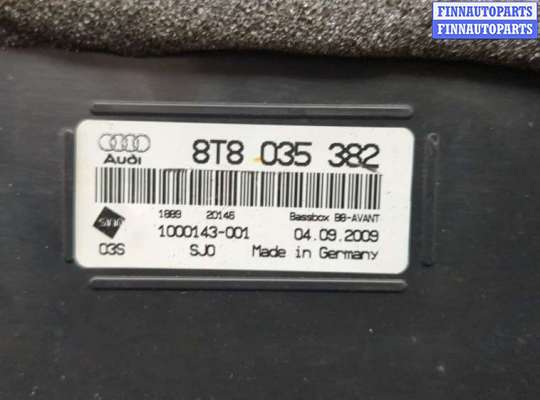 FINNAUTOPARTS
FINNAUTOPARTS
Audi
8T8 035 382
1889 20146 Bassbox B8-AVANT
1000143-001 04.09.2009
03S SJ0 Made in Germany